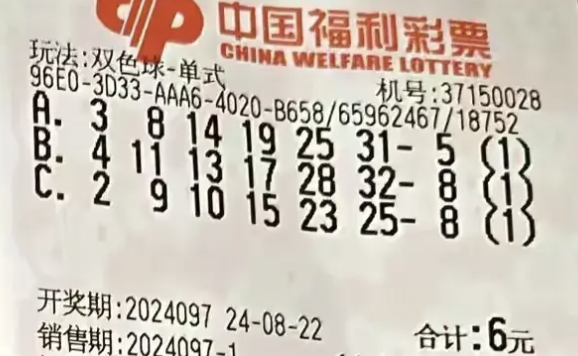 中国福利彩票
CHINA WELFARE LOTTERY
玩法:双色球-单式
机号:37150028
96E0-3D33-AAA6-4020-B658/65962467/18752
A. 3 8 14 19 25 31- 5 (1)
B. 4 11 13 17 28 32- 8 (1)
C. 2 9 10 15 23 25- 8 (1)
开奖期:2024097 24-08-22
合计:6元
销售期:2024097-1